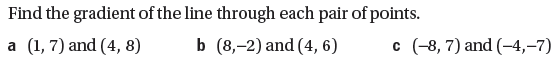 Find the gradient of the line through each pair of points.
a (1, 7) and (4, 8) b (8,–2) and (4, 6) c (–8, 7) and (–4,–7)